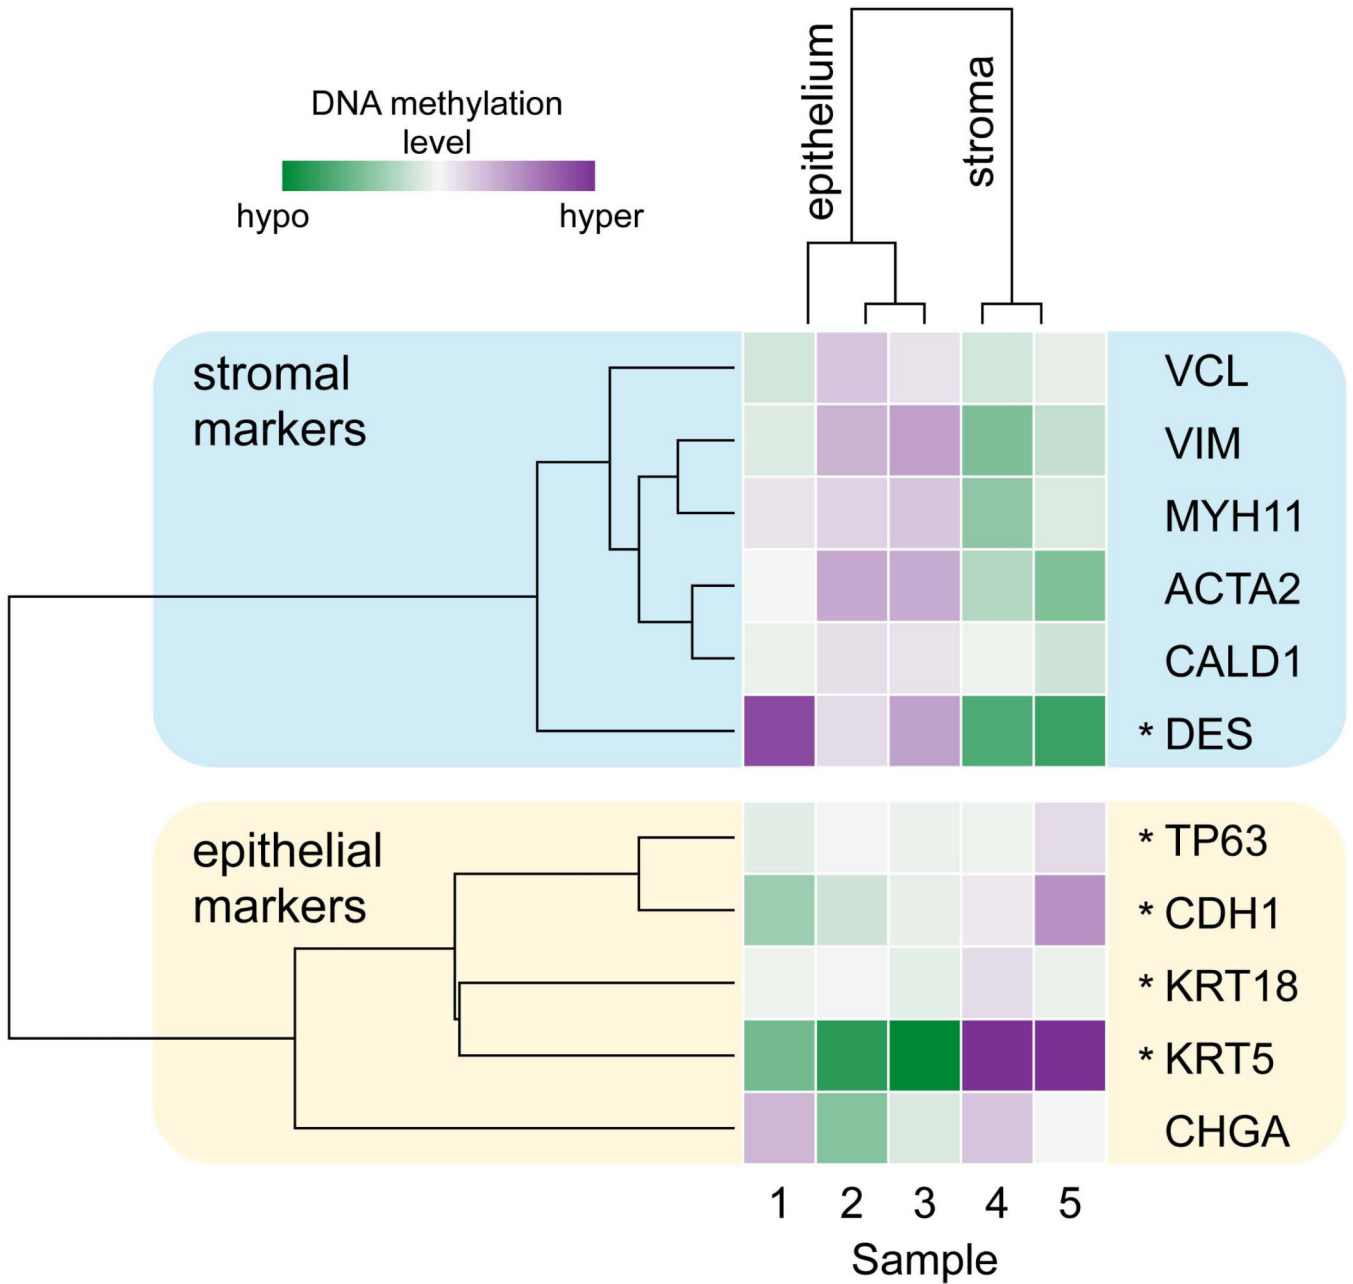 epithelium
stroma
DNA methylation
level
hypo
hyper
stromal
markers
VCL
VIM
MYH11
ACTA2
CALD1
* DES
epithelial
markers
* TP63
* CDH1
* KRT18
* KRT5
CHGA
1 2 3 4 5
Sample